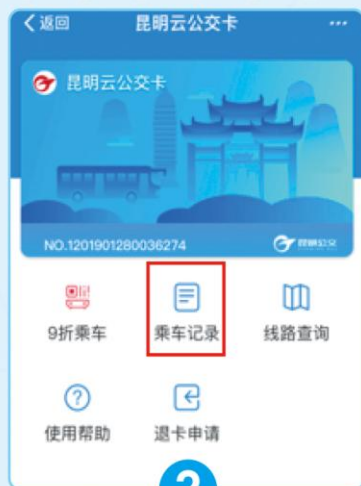 返回 昆明云公交卡 ...
昆明云公交卡
NO.1201901280036274 昆明公交
9折乘车 乘车记录 线路查询
使用帮助 退卡申请
2